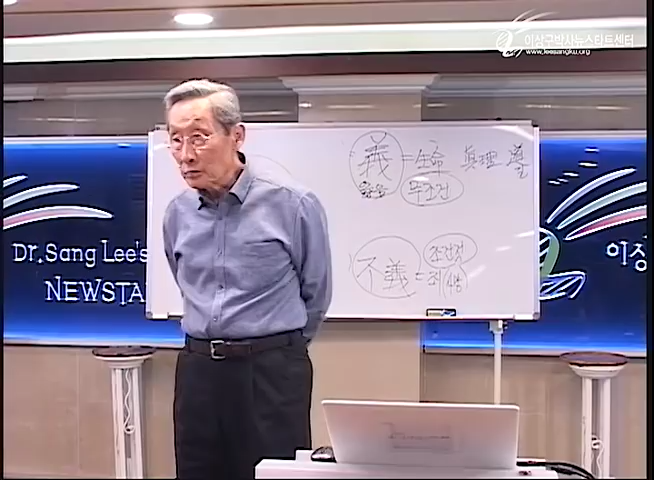 이상구박사뉴스타트센터
www.leesangku.org
Dr.Sang Lee's
NEWSTA
이상
義 = 生命 真理
무조건
조건적
不義 = 죄